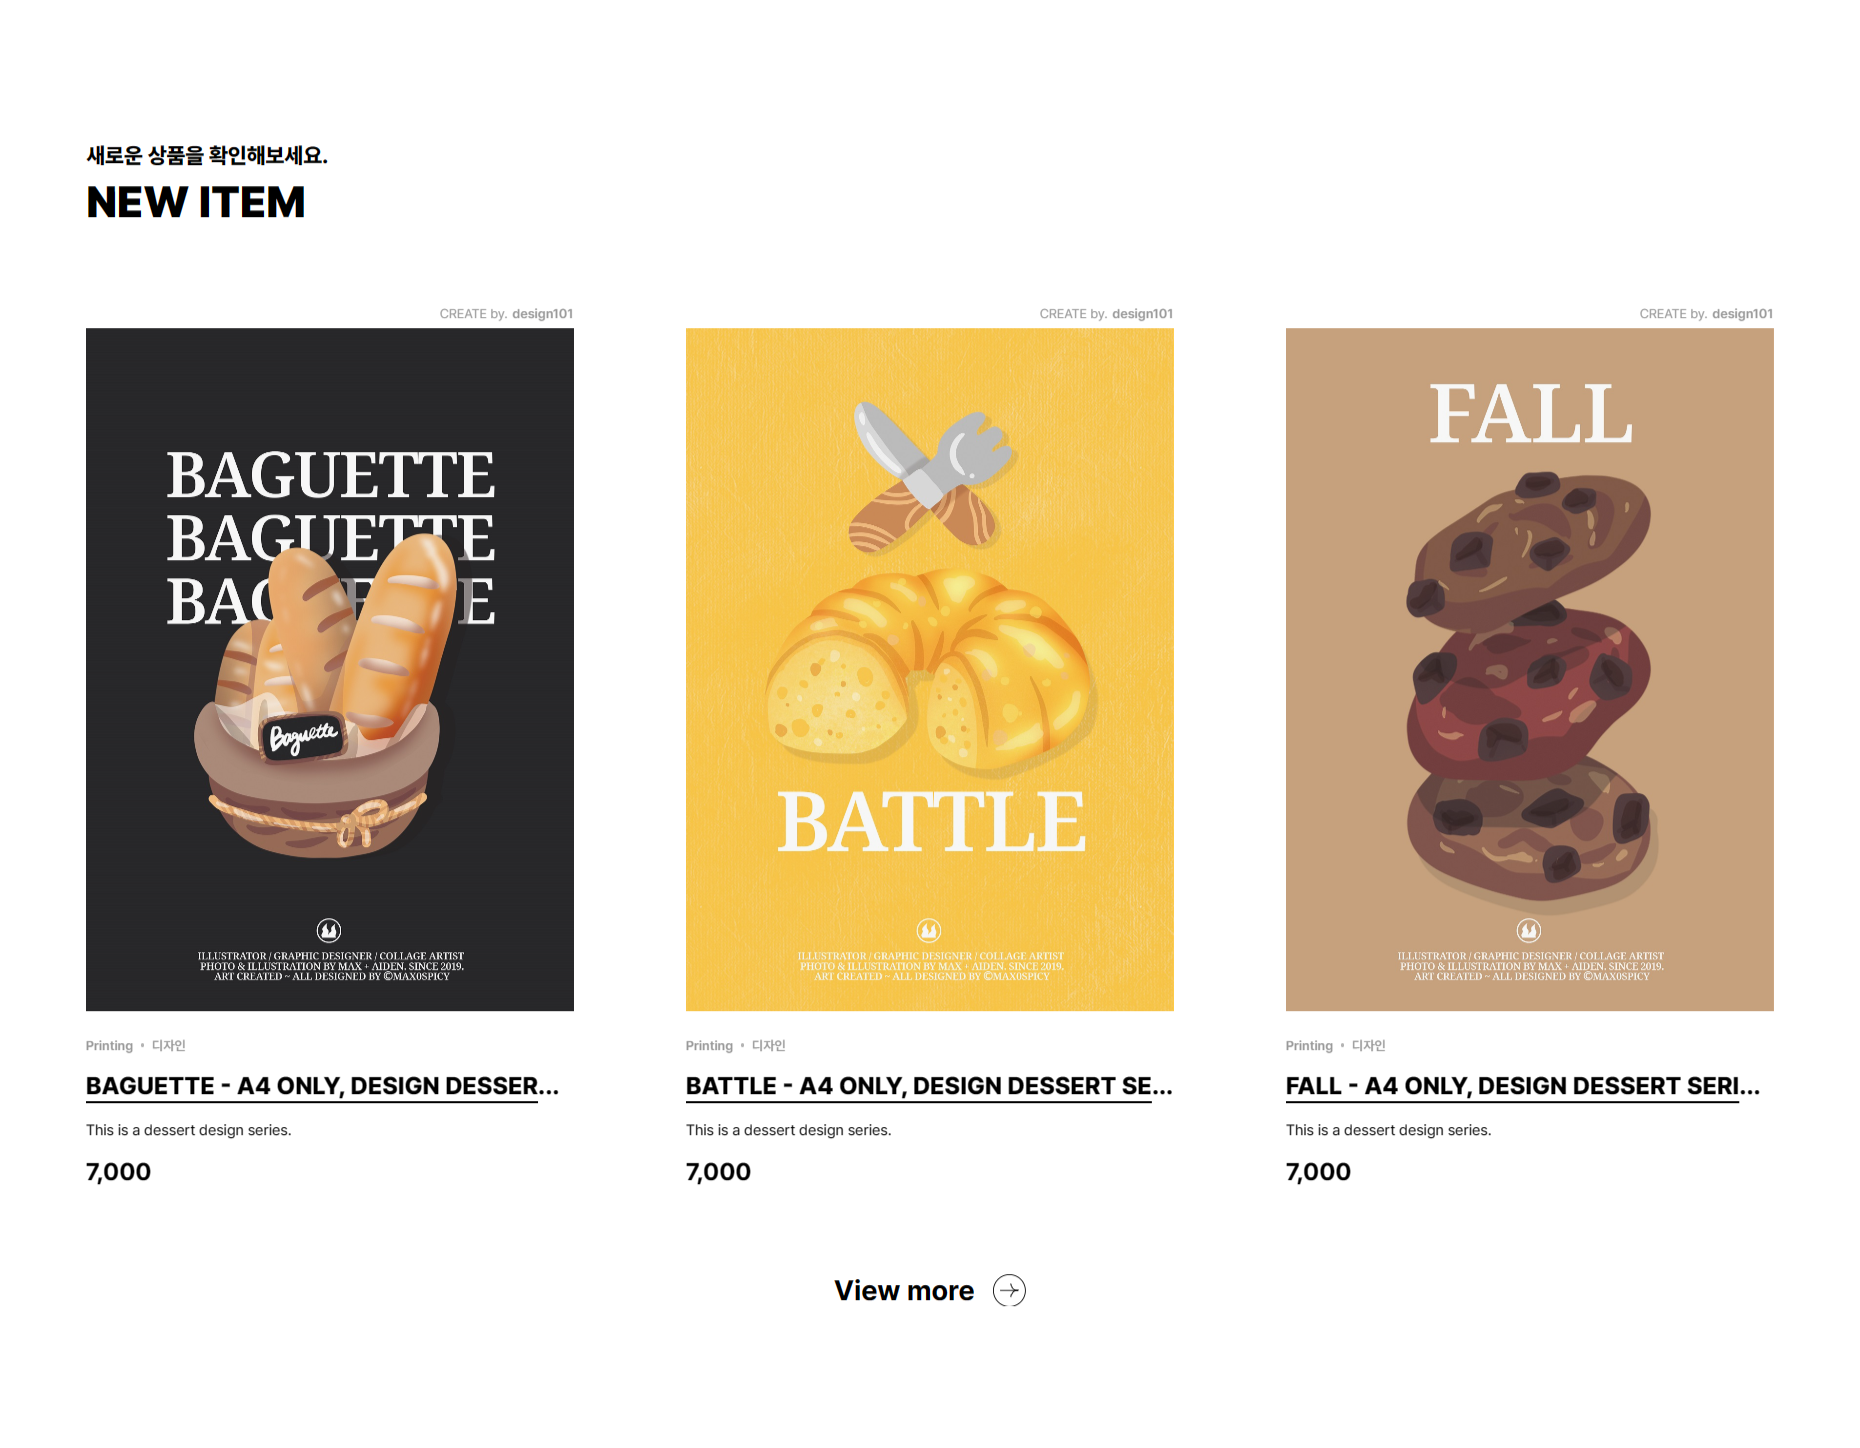 새로운 상품을 확인해보세요.
NEW ITEM
CREATE by. design101
BAGUETTE
BAGUETTE
BAGUETTE
Baguette
ILLUSTRATOR / GRAPHIC DESIGNER / COLLAGE ARTIST
PHOTO & ILLUSTRATION BY MAX + AIDEN. SINCE 2019.
ART CREATED ~ ALL DESIGNED BY ©MAX0SPICY
Printing • 디자인
BAGUETTE - A4 ONLY, DESIGN DESSER...
This is a dessert design series.
7,000
CREATE by. design101
BATTLE
ILLUSTRATOR / GRAPHIC DESIGNER / COLLAGE ARTIST
PHOTO & ILLUSTRATION BY MAX + AIDEN. SINCE 2019.
ART CREATED ~ ALL DESIGNED BY ©MAX0SPICY
Printing • 디자인
BATTLE - A4 ONLY, DESIGN DESSERT SE...
This is a dessert design series.
7,000
CREATE by. design101
FALL
ILLUSTRATOR / GRAPHIC DESIGNER / COLLAGE ARTIST
PHOTO & ILLUSTRATION BY MAX + AIDEN. SINCE 2019.
ART CREATED ~ ALL DESIGNED BY ©MAX0SPICY
Printing • 디자인
FALL - A4 ONLY, DESIGN DESSERT SERI...
This is a dessert design series.
7,000
View more